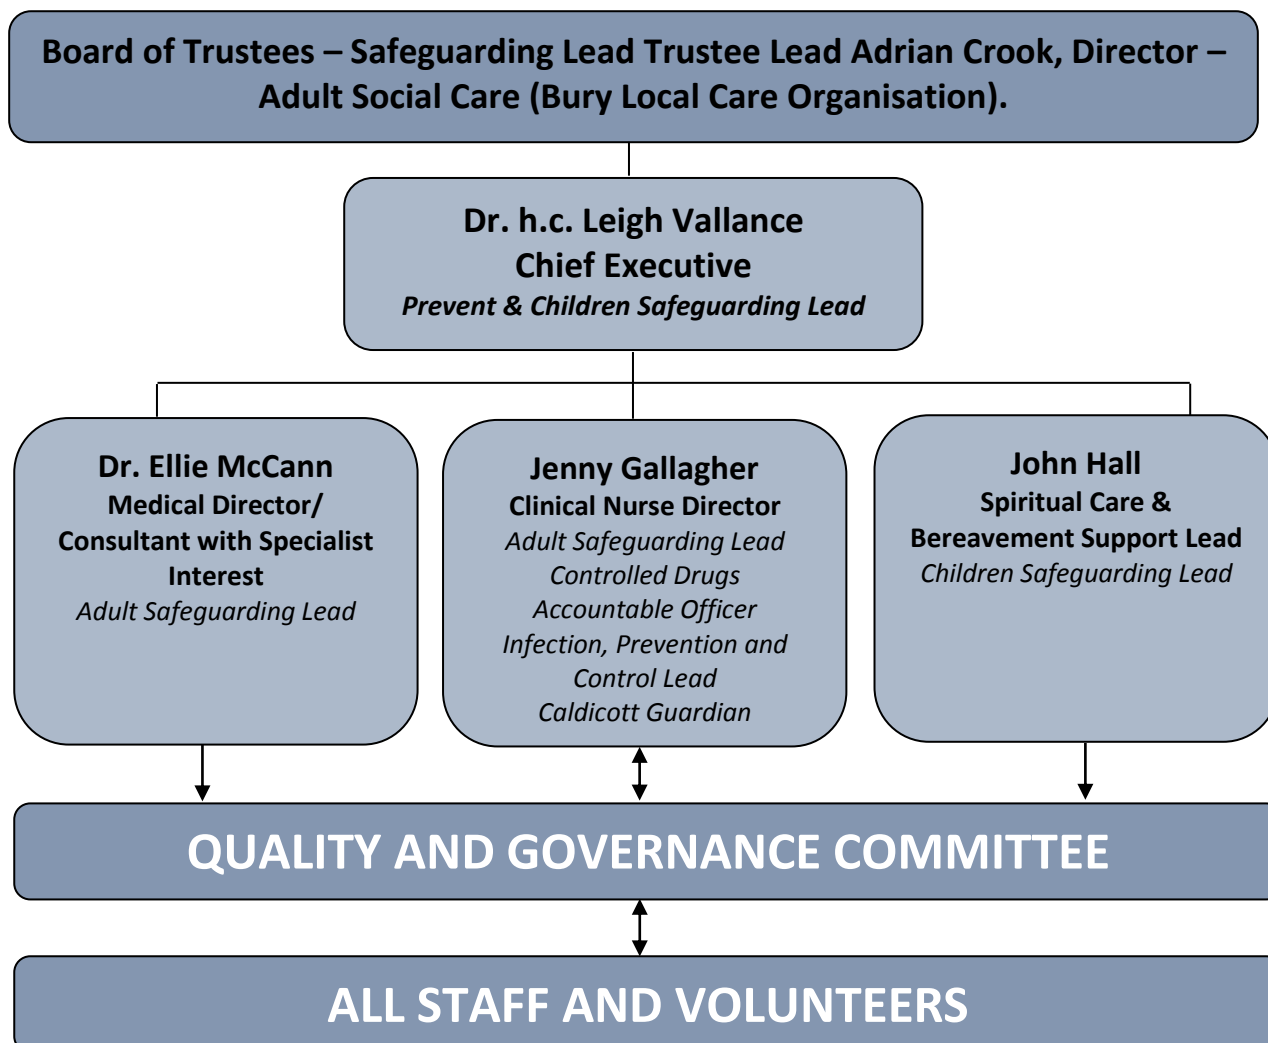 Board of Trustees – Safeguarding Lead Trustee Lead Adrian Crook, Director –
Adult Social Care (Bury Local Care Organisation).
Dr. h.c. Leigh Vallance
Chief Executive
Prevent & Children Safeguarding Lead
Dr. Ellie McCann
Medical Director/
Consultant with Specialist
Interest
Adult Safeguarding Lead
Jenny Gallagher
Clinical Nurse Director
Adult Safeguarding Lead
Controlled Drugs
Accountable Officer
Infection, Prevention and
Control Lead
Caldicott Guardian
John Hall
Spiritual Care &
Bereavement Support Lead
Children Safeguarding Lead
QUALITY AND GOVERNANCE COMMITTEE
ALL STAFF AND VOLUNTEERS